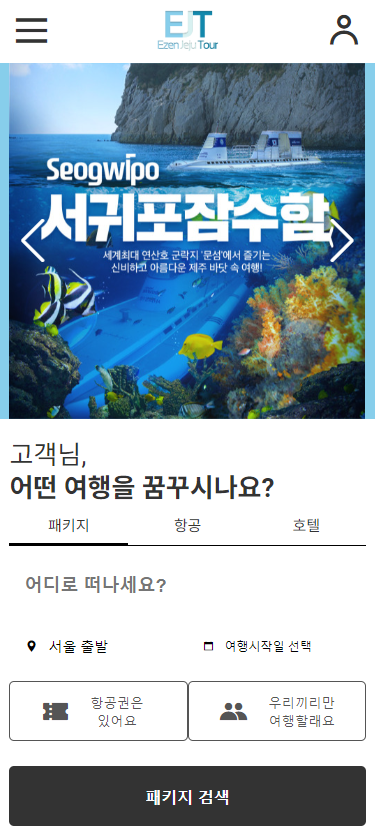 EJT
Ezen Jeju Tour
Seogwipo
서귀포잠수함
세계최대 연산호 군락지 '문섬'에서 즐기는
신비하고 아름다운 제주 바닷 속 여행!
고객님,
어떤 여행을 꿈꾸시나요?
패키지 항공 호텔
어디로 떠나세요?
서울 출발 여행시작일 선택
항공권은
있어요
우리끼리만
여행할래요
패키지 검색